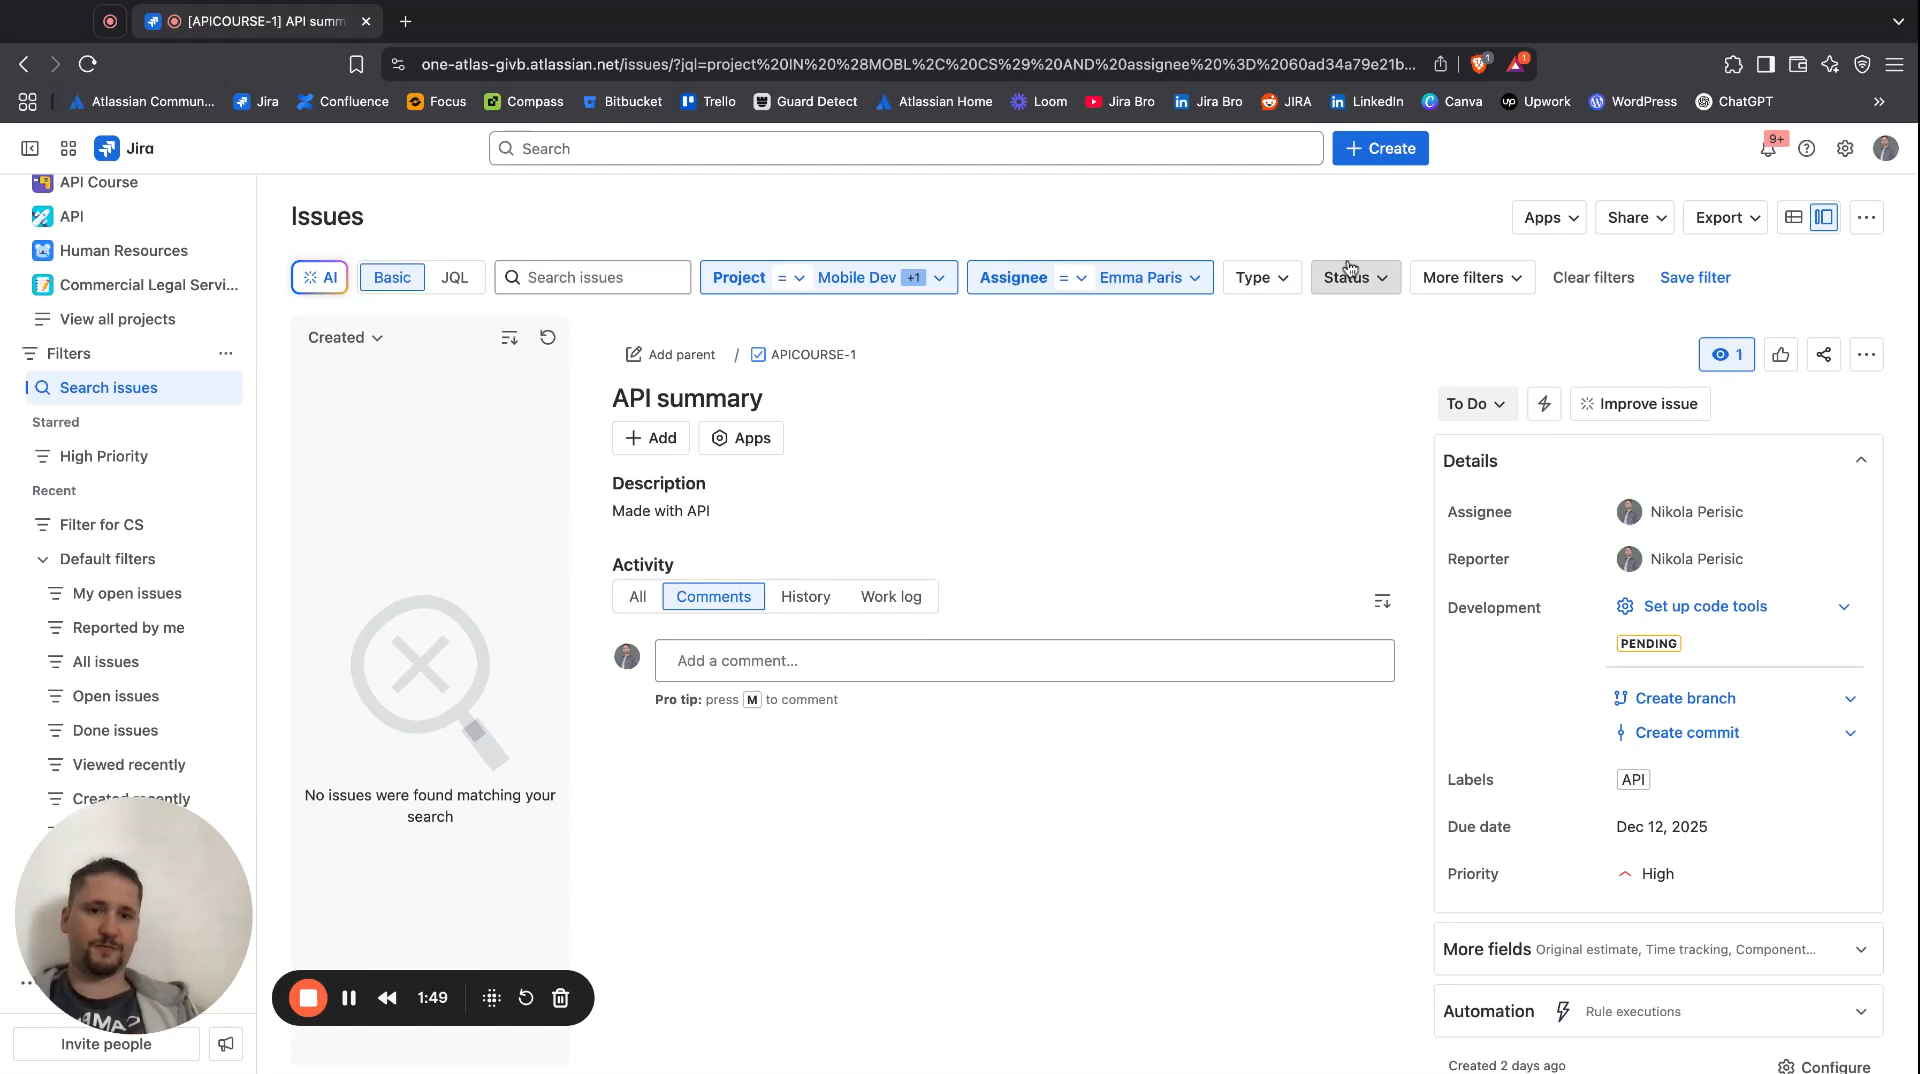 [APICOURSE-1] API summ
one-atlas-givb.atlassian.net/issues/?jql=project%20IN%20%28MOBL%2C%20CS%29%20AND%20assignee%20%3D%2060ad34a79e21b...
1
1
Atlassian Commun...
Jira
Confluence
Focus
Compass
Bitbucket
Trello
Guard Detect
Atlassian Home
Loom
Jira Bro
Jira Bro
JIRA
LinkedIn
Canva
Upwork
WordPress
ChatGPT
Jira
Search
Create
9+
API Course
API
Human Resources
Commercial Legal Servi...
View all projects
Filters
Search issues
Starred
High Priority
Recent
Filter for CS
Default filters
My open issues
Reported by me
All issues
Open issues
Done issues
Viewed recently
Created recently
Invite people
Issues
Apps
Share
Export
AI
Basic
JQL
Search issues
Project = Mobile Dev +1
Assignee = Emma Paris
Type
Status
More filters
Clear filters
Save filter
Created
No issues were found matching your
search
1:49
Add parent / APICOURSE-1
1
API summary
Add
Apps
Description
Made with API
Activity
All
Comments
History
Work log
Add a comment...
Pro tip: press M to comment
To Do
Improve issue
Details
Assignee
Nikola Perisic
Reporter
Nikola Perisic
Development
Set up code tools
PENDING
Create branch
Create commit
Labels
API
Due date
Dec 12, 2025
Priority
High
More fields Original estimate, Time tracking, Component...
Automation Rule executions
Created 2 days ago
Configure